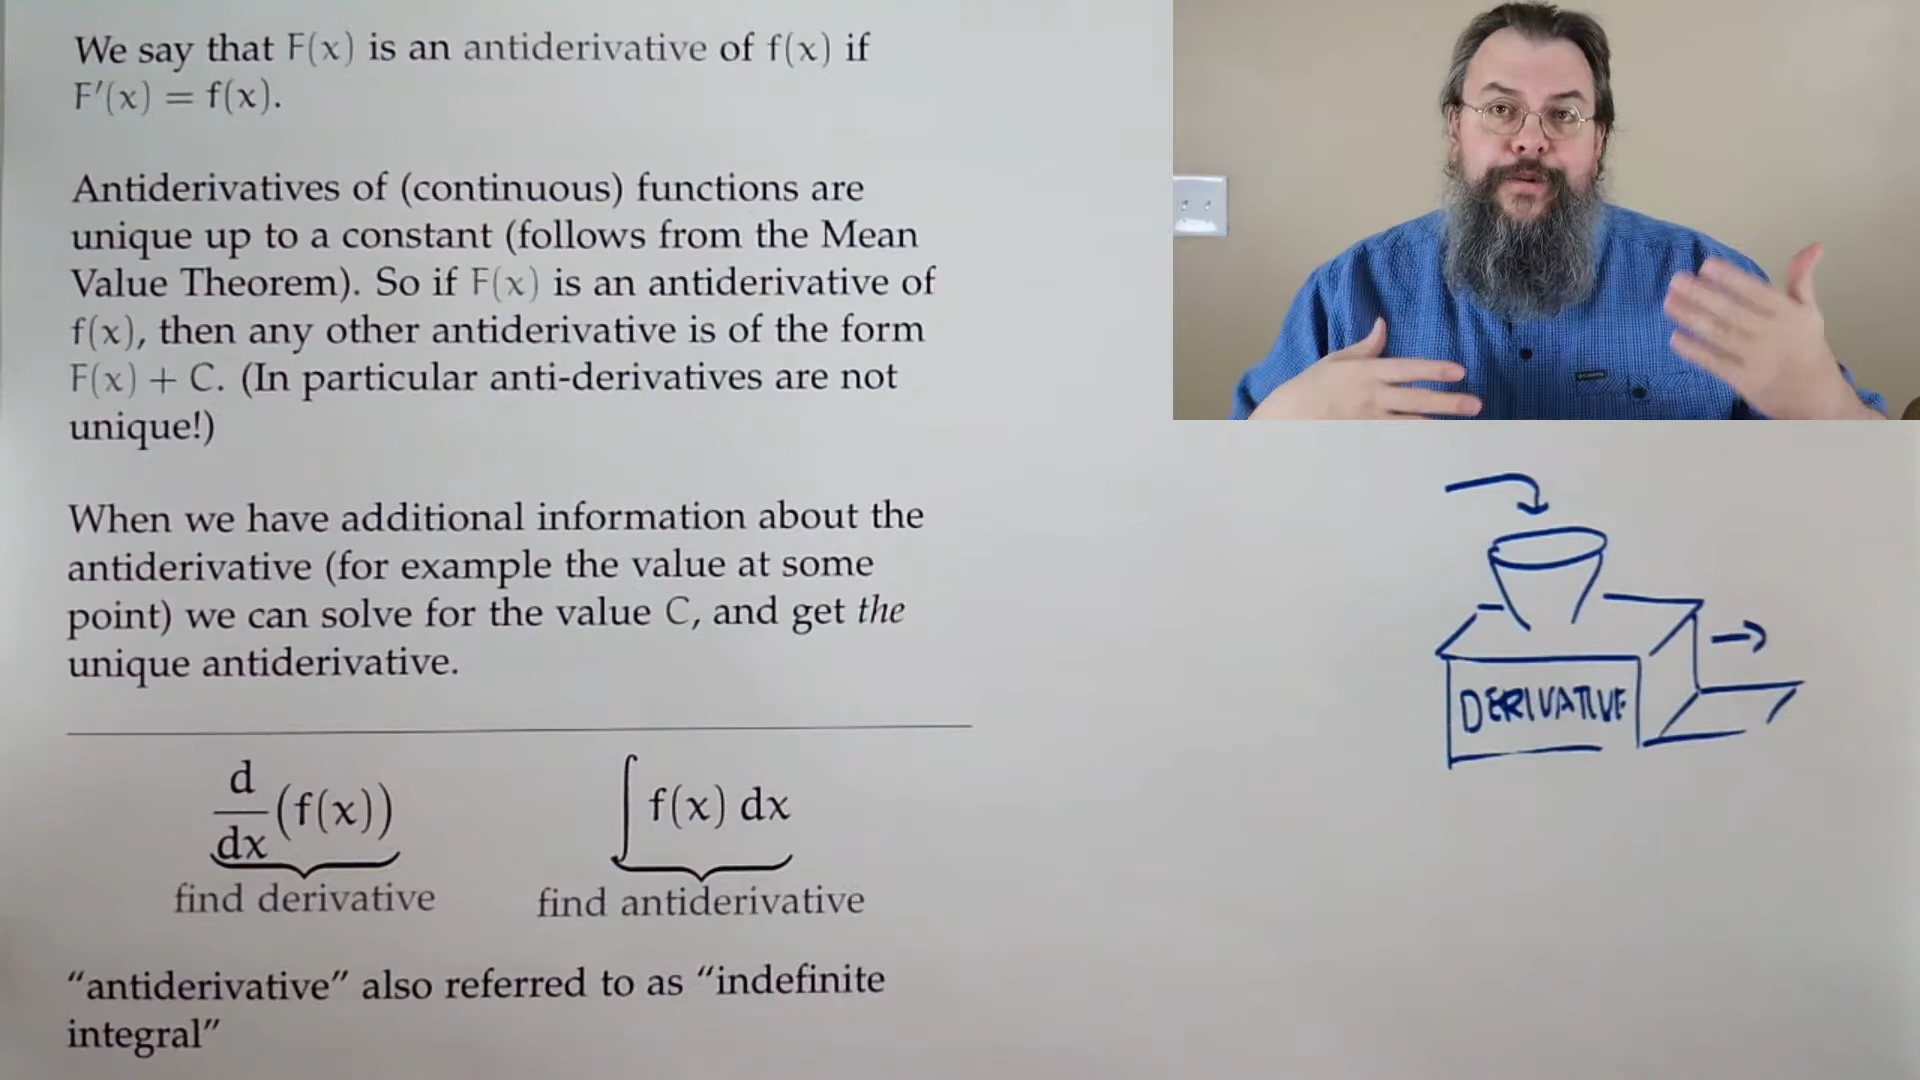 We say that F(x) is an antiderivative of f(x) if
F′(x) = f(x).
Antiderivatives of (continuous) functions are
unique up to a constant (follows from the Mean
Value Theorem). So if F(x) is an antiderivative of
f(x), then any other antiderivative is of the form
F(x) + C. (In particular anti-derivatives are not
unique!)
When we have additional information about the
antiderivative (for example the value at some
point) we can solve for the value C, and get the
unique antiderivative.
d/dx (f(x))
find derivative
∫ f(x) dx
find antiderivative
“antiderivative” also referred to as “indefinite
integral”
DERIVATIVE